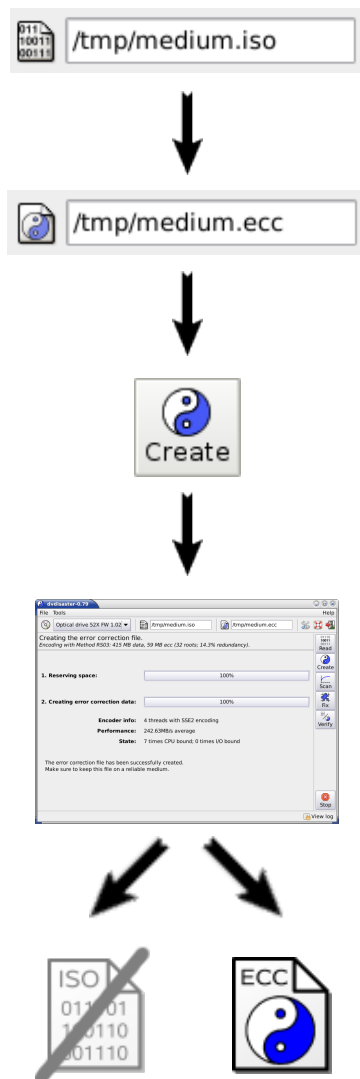 011
10011
00111
/tmp/medium.iso
/tmp/medium.ecc
Create
dvdisaster-0.79
File Tools Help
Optical drive 52X FW 1.02 /tmp/medium.iso /tmp/medium.ecc
Creating the error correction file.
Encoding with Method RS03: 415 MB data, 59 MB ecc (32 roots; 14.3% redundancy).
Read
Create
1. Reserving space: 100%
Scan
2. Creating error correction data: 100%
Fix
Encoder info: 4 threads with SSE2 encoding
Verify
Performance: 242.63MB/s average
State: 7 times CPU bound; 0 times I/O bound
The error correction file has been successfully created.
Make sure to keep this file on a reliable medium.
Stop
View log
ISO
ECC